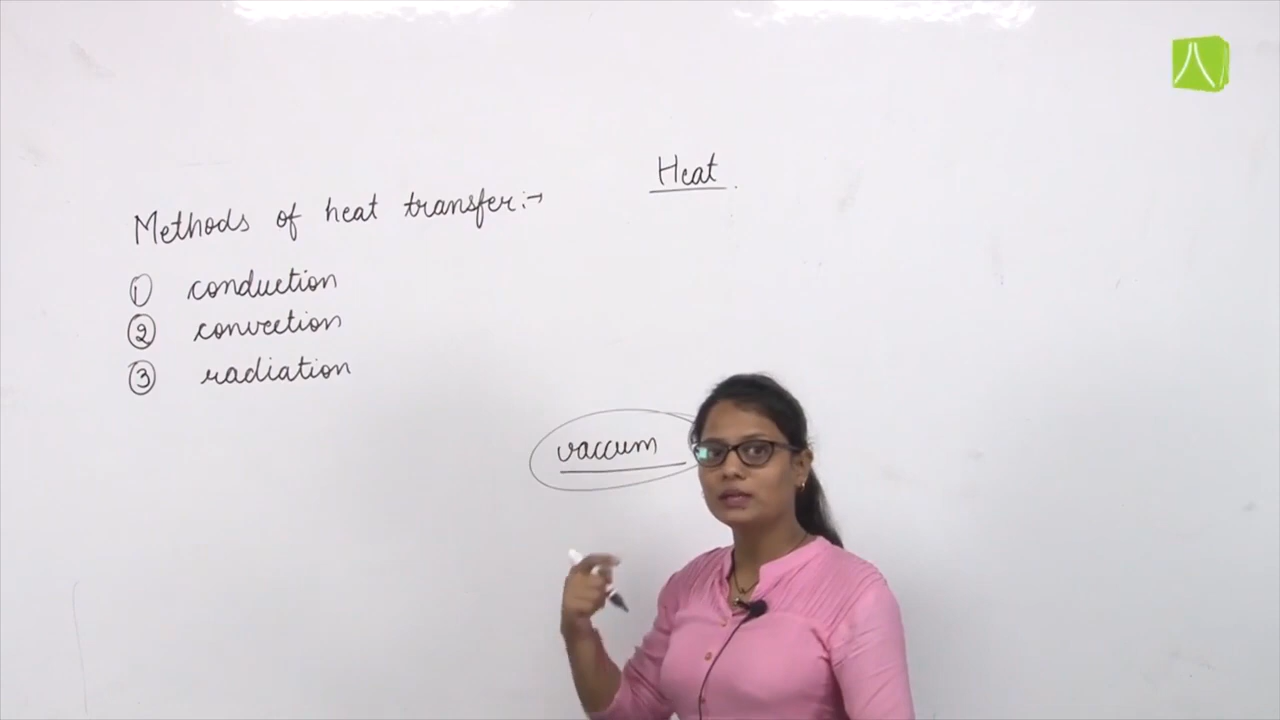 Heat.
Methods of heat transfer:→
1 conduction
2 convection
3 radiation
vaccum